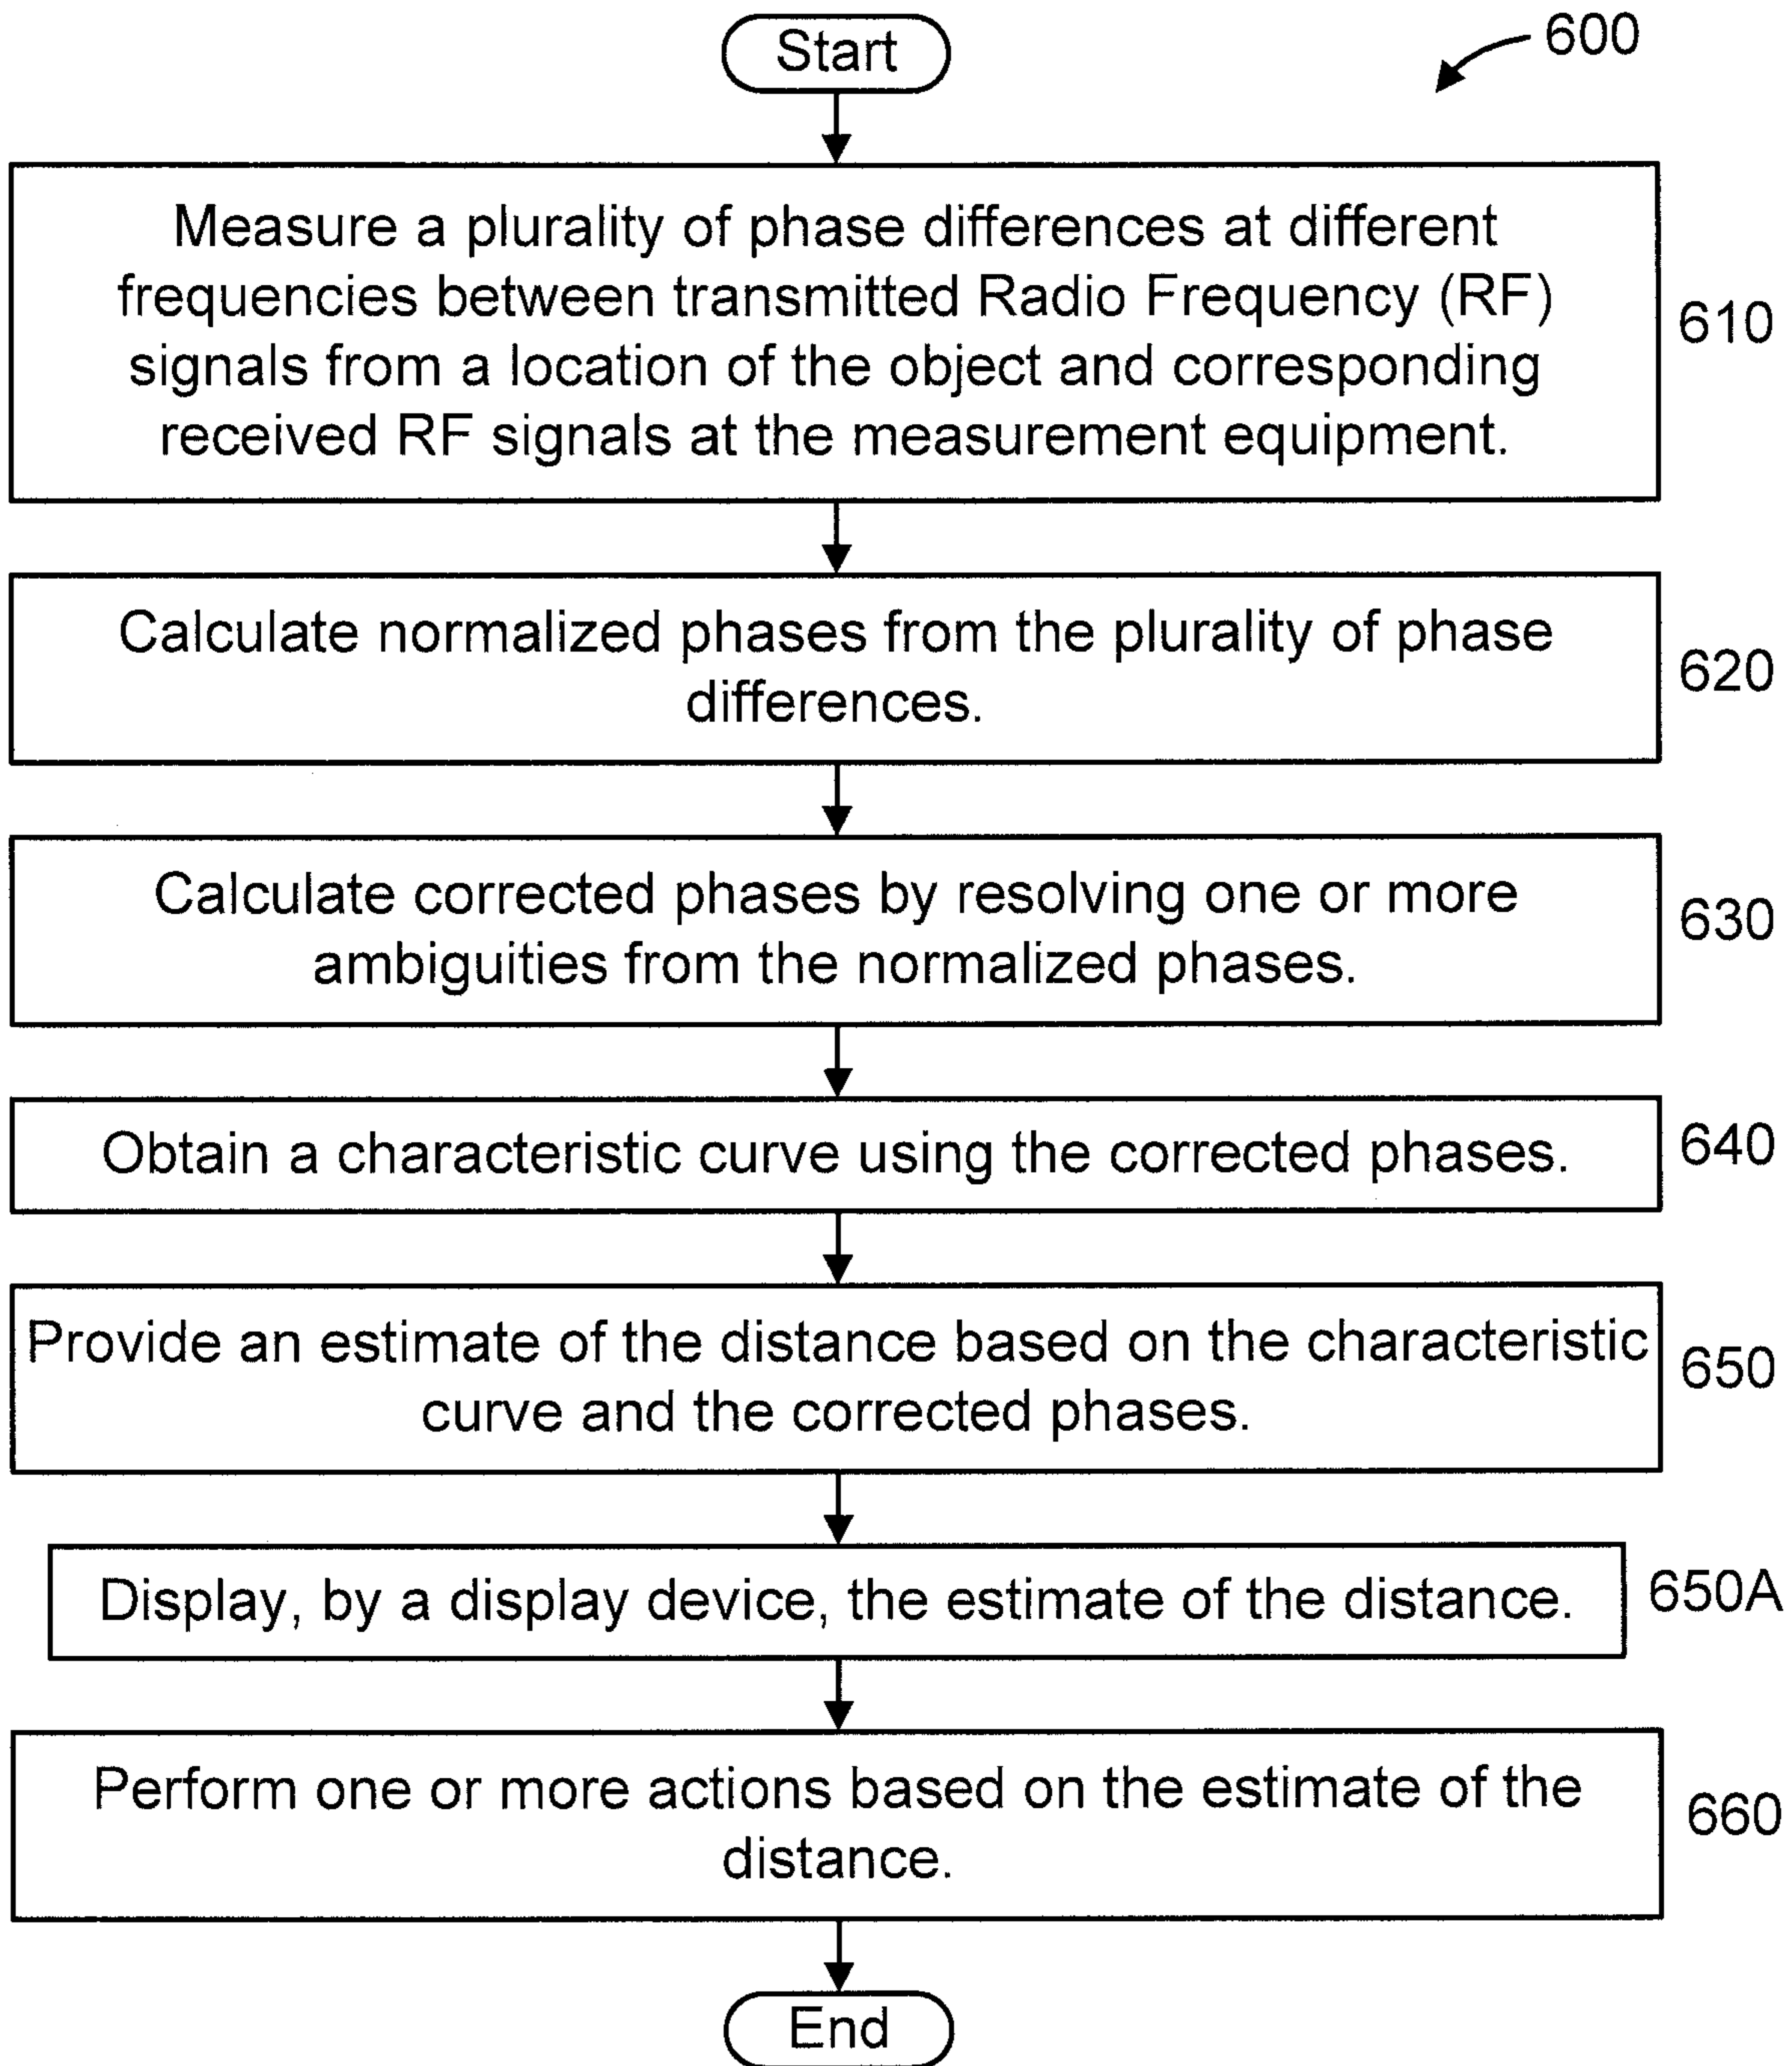 Start
600
Measure a plurality of phase differences at different
frequencies between transmitted Radio Frequency (RF)
signals from a location of the object and corresponding
received RF signals at the measurement equipment.
610
Calculate normalized phases from the plurality of phase
differences.
620
Calculate corrected phases by resolving one or more
ambiguities from the normalized phases.
630
Obtain a characteristic curve using the corrected phases.
640
Provide an estimate of the distance based on the characteristic
curve and the corrected phases.
650
Display, by a display device, the estimate of the distance.
650A
Perform one or more actions based on the estimate of the
distance.
660
End